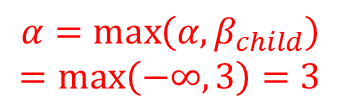 α = max(α, β_child)
= max(−∞, 3) = 3